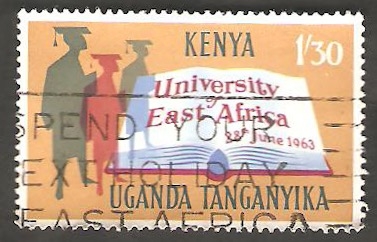 KENYA 1/30
University
of
East Africa
28th June 1963
SPEND YOUR
EXT HOLIDAY
UGANDA TANGANYIKA
EAST AFRICA